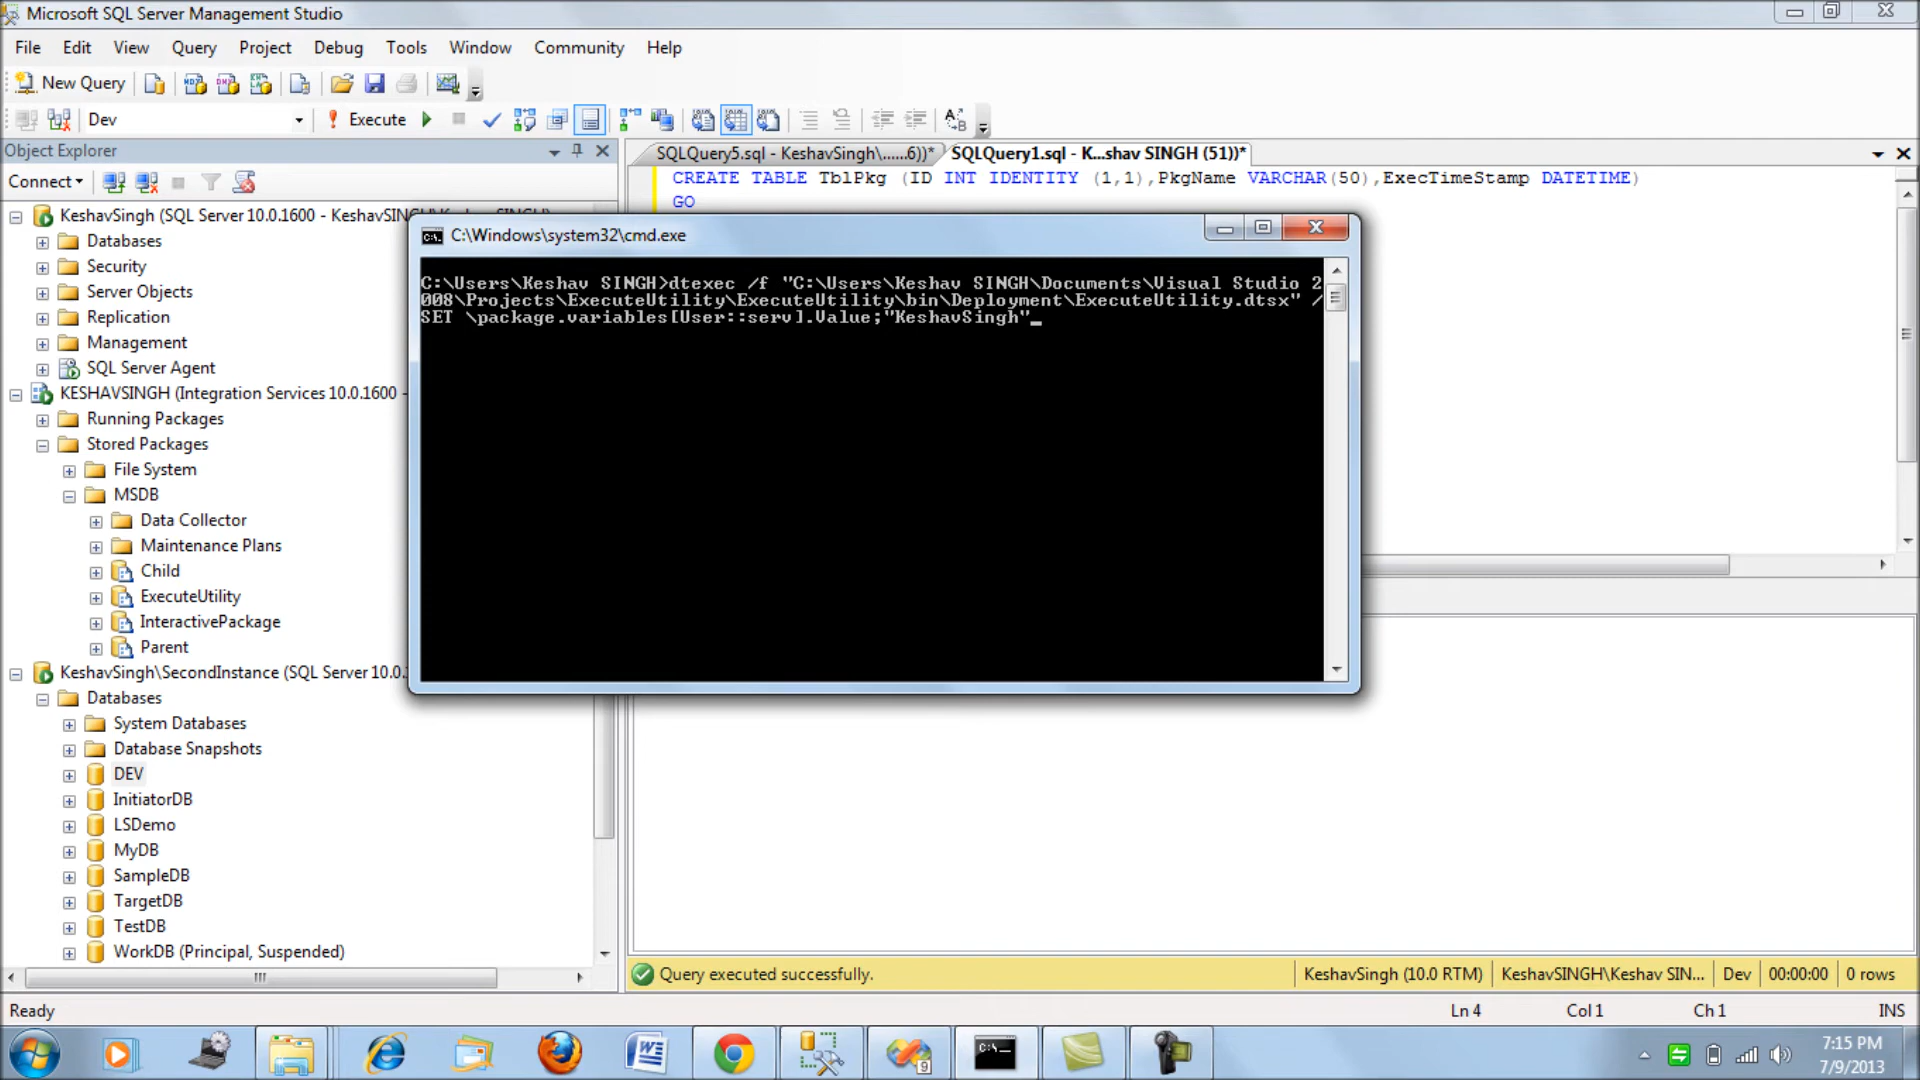 Microsoft SQL Server Management Studio
File Edit View Query Project Debug Tools Window Community Help
New Query
Dev Execute
Object Explorer
SQLQuery5.sql - KeshavSingh\......6))* SQLQuery1.sql - K...shav SINGH (51))*
Connect
CREATE TABLE TblPkg (ID INT IDENTITY (1,1),PkgName VARCHAR(50),ExecTimeStamp DATETIME)
GO
KeshavSingh (SQL Server 10.0.1600 - KeshavSINGH\Keshav SINGH)
Databases
Security
Server Objects
Replication
Management
SQL Server Agent
KESHAVSINGH (Integration Services 10.0.1600 -
Running Packages
Stored Packages
File System
MSDB
Data Collector
Maintenance Plans
Child
ExecuteUtility
InteractivePackage
Parent
KeshavSingh\SecondInstance (SQL Server 10.0.
Databases
System Databases
Database Snapshots
DEV
InitiatorDB
LSDemo
MyDB
SampleDB
TargetDB
TestDB
WorkDB (Principal, Suspended)
C:\Windows\system32\cmd.exe
C:\Users\Keshav SINGH>dtexec /f "C:\Users\Keshav SINGH\Documents\Visual Studio 2
008\Projects\ExecuteUtility\ExecuteUtility\bin\Deployment\ExecuteUtility.dtsx" /
SET \package.variables[User::serv].Value;"KeshavSingh"_
Query executed successfully. KeshavSingh (10.0 RTM) KeshavSINGH\Keshav SIN... Dev 00:00:00 0 rows
Ready Ln 4 Col 1 Ch 1 INS
9
7:15 PM
7/9/2013